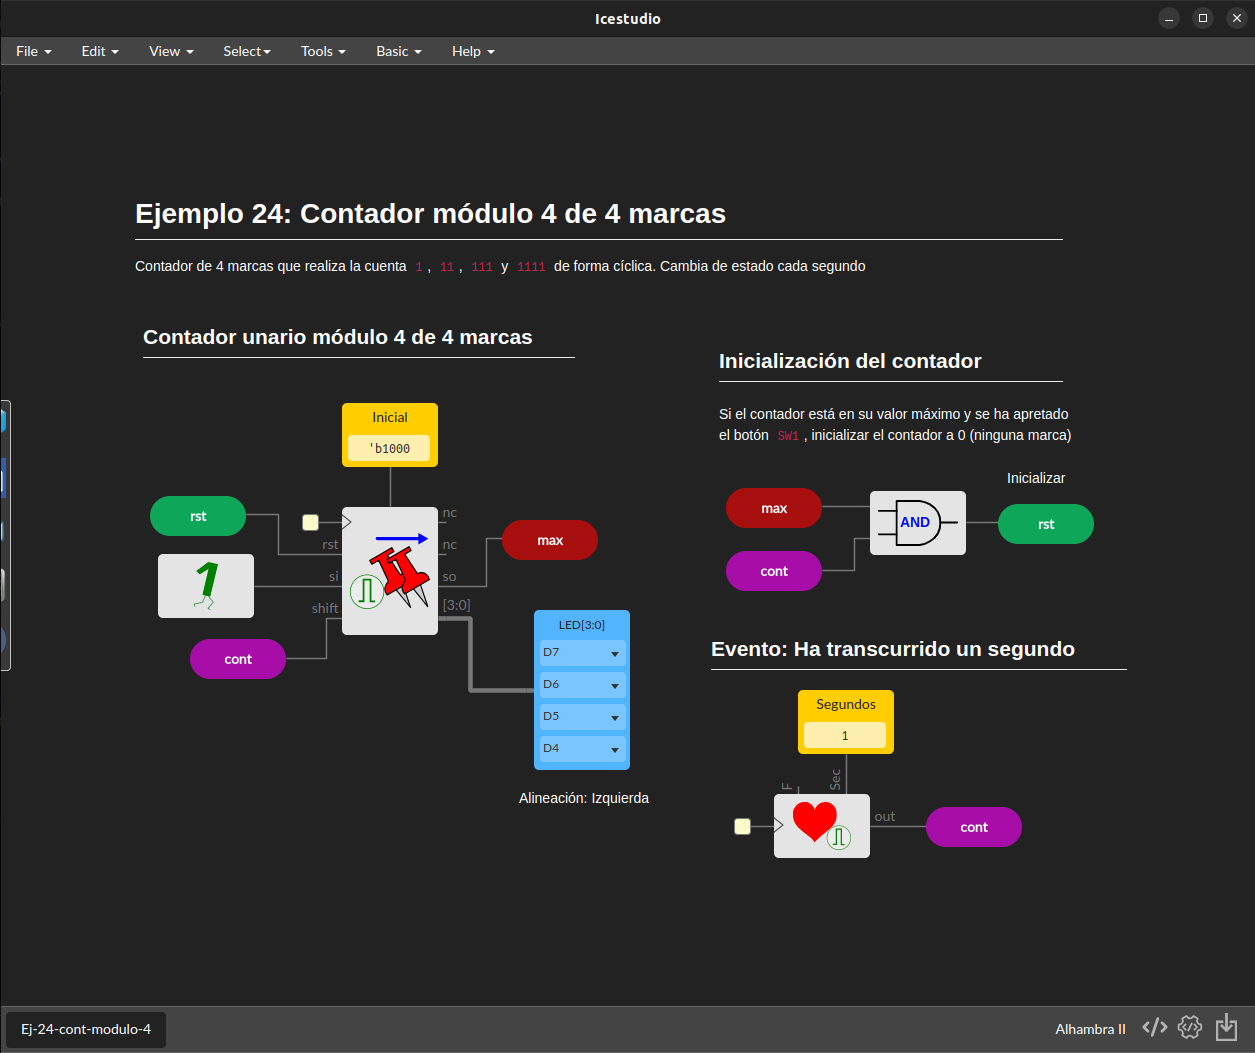 Icestudio
File Edit View Select Tools Basic Help
Ejemplo 24: Contador módulo 4 de 4 marcas
Contador de 4 marcas que realiza la cuenta 1 , 11 , 111 y 1111 de forma cíclica. Cambia de estado cada segundo
Contador unario módulo 4 de 4 marcas
Inicial
'b1000
rst
cont
rst
si
shift
nc
nc
so
[3:0]
max
LED[3:0]
D7
D6
D5
D4
Alineación: Izquierda
Inicialización del contador
Si el contador está en su valor máximo y se ha apretado
el botón SW1 , inicializar el contador a 0 (ninguna marca)
Inicializar
max
cont
AND
rst
Evento: Ha transcurrido un segundo
Segundos
1
F
Sec
out
cont
Ej-24-cont-modulo-4
Alhambra II